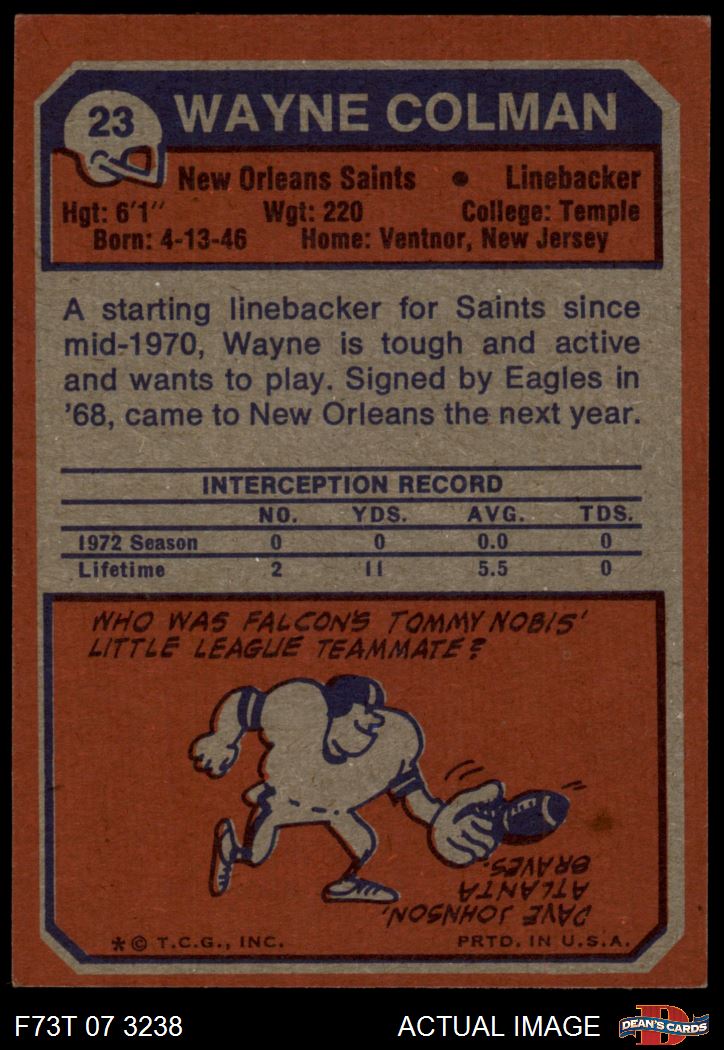 23
WAYNE COLMAN
New Orleans Saints • Linebacker
Hgt: 6'1" Wgt: 220 College: Temple
Born: 4-13-46 Home: Ventnor, New Jersey
A starting linebacker for Saints since
mid-1970, Wayne is tough and active
and wants to play. Signed by Eagles in
'68, came to New Orleans the next year.
INTERCEPTION RECORD
NO. YDS. AVG. TDS.
1972 Season 0 0 0.0 0
Lifetime 2 11 5.5 0
WHO WAS FALCON'S TOMMY NOBIS'
LITTLE LEAGUE TEAMMATE?
DAVE JOHNSON,
ATLANTA
BRAVES.
* © T.C.G., INC. PRTD. IN U.S.A.
F73T 07 3238 ACTUAL IMAGE
D
DEAN'S CARDS